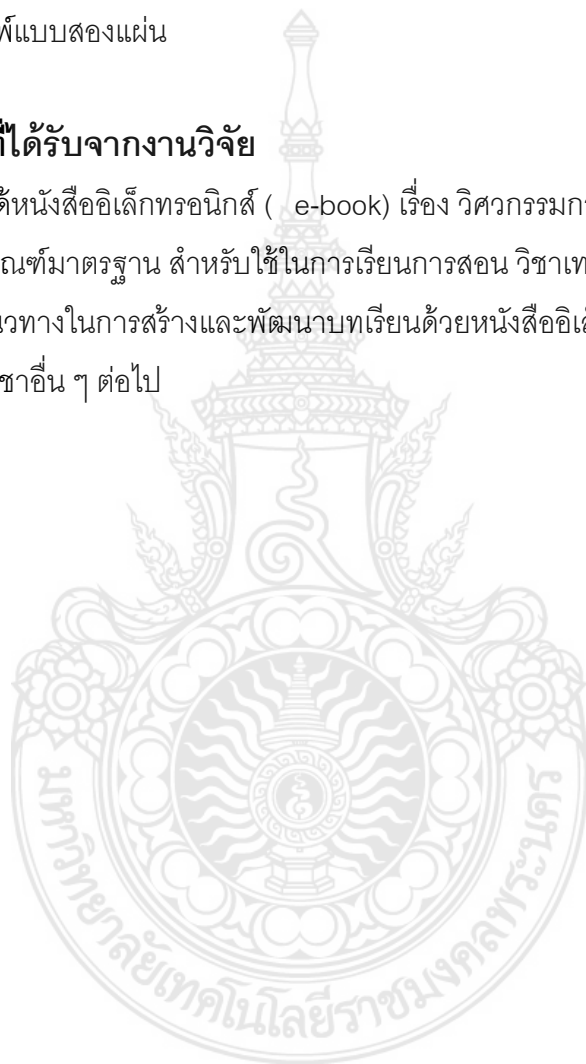 พ์แบบสองแผ่น
ที่ได้รับจากงานวิจัย
ด้หนังสืออิเล็กทรอนิกส์ ( e-book) เรื่อง วิศวกรรมก
ณฑ์มาตรฐาน สำหรับใช้ในการเรียนการสอน วิชาเท
นวทางในการสร้างและพัฒนาบทเรียนด้วยหนังสืออิเล
ชาอื่น ๆ ต่อไป
มหาวิทยาลัยเทคโนโลยีราชมงคลพระนคร